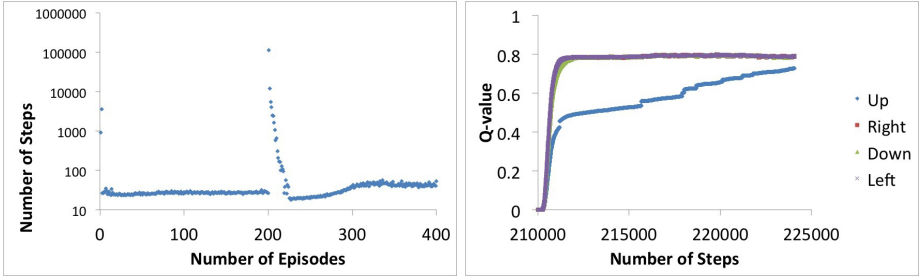 1000000
100000
10000
1000
100
10
0
100
200
300
400
Number of Steps
Number of Episodes
1
0.8
0.6
0.4
0.2
0
210000
215000
220000
225000
Q-value
Number of Steps
Up
Right
Down
Left